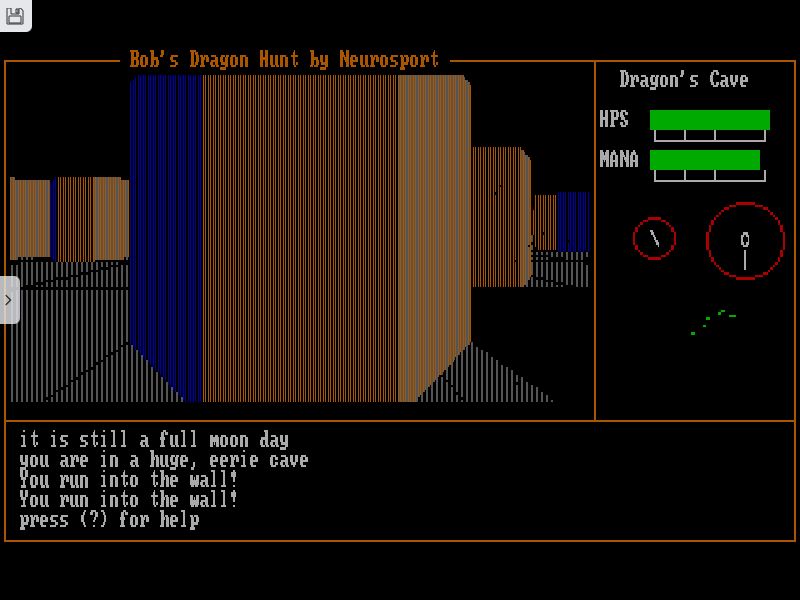 Bob's Dragon Hunt by Neurosport
Dragon's Cave
HPS
MANA
0
it is still a full moon day
you are in a huge, eerie cave
You run into the wall!
You run into the wall!
press (?) for help